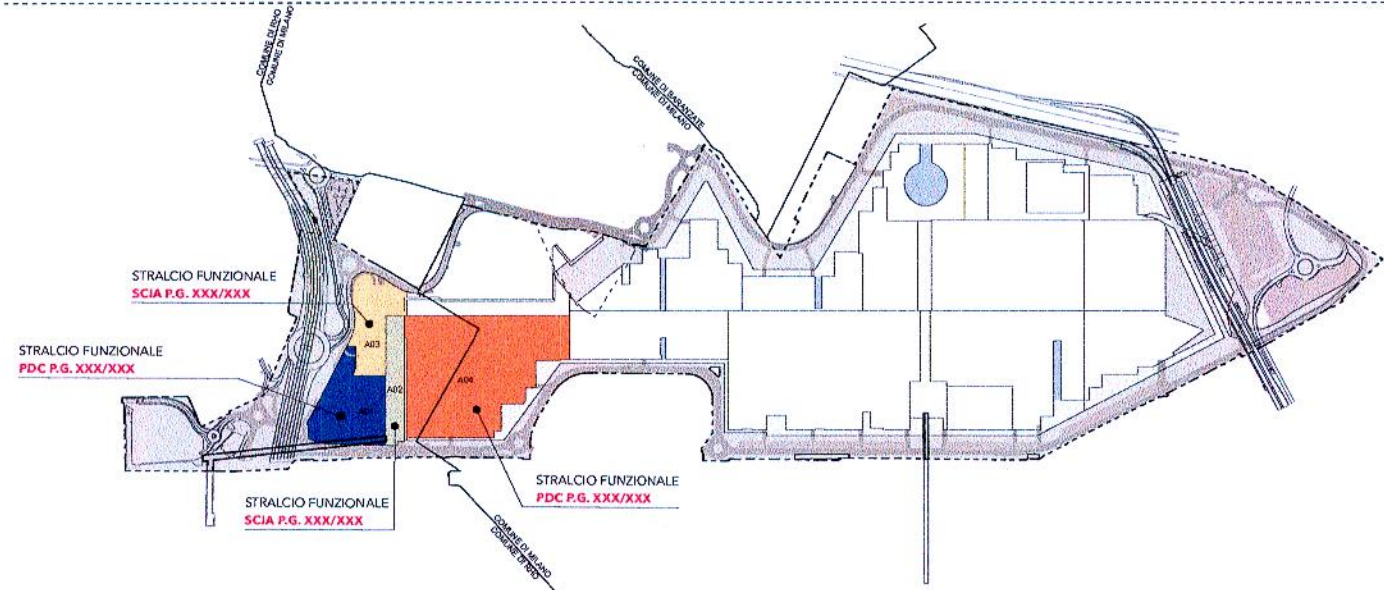 COMUNE DI RHO
COMUNE DI MILANO
COMUNE DI BARANZATE
COMUNE DI MILANO
STRALCIO FUNZIONALE
SCIA P.G. XXX/XXX
STRALCIO FUNZIONALE
PDC P.G. XXX/XXX
A03
A02
A01
A04
STRALCIO FUNZIONALE
SCIA P.G. XXX/XXX
STRALCIO FUNZIONALE
PDC P.G. XXX/XXX
COMUNE DI MILANO
COMUNE DI RHO